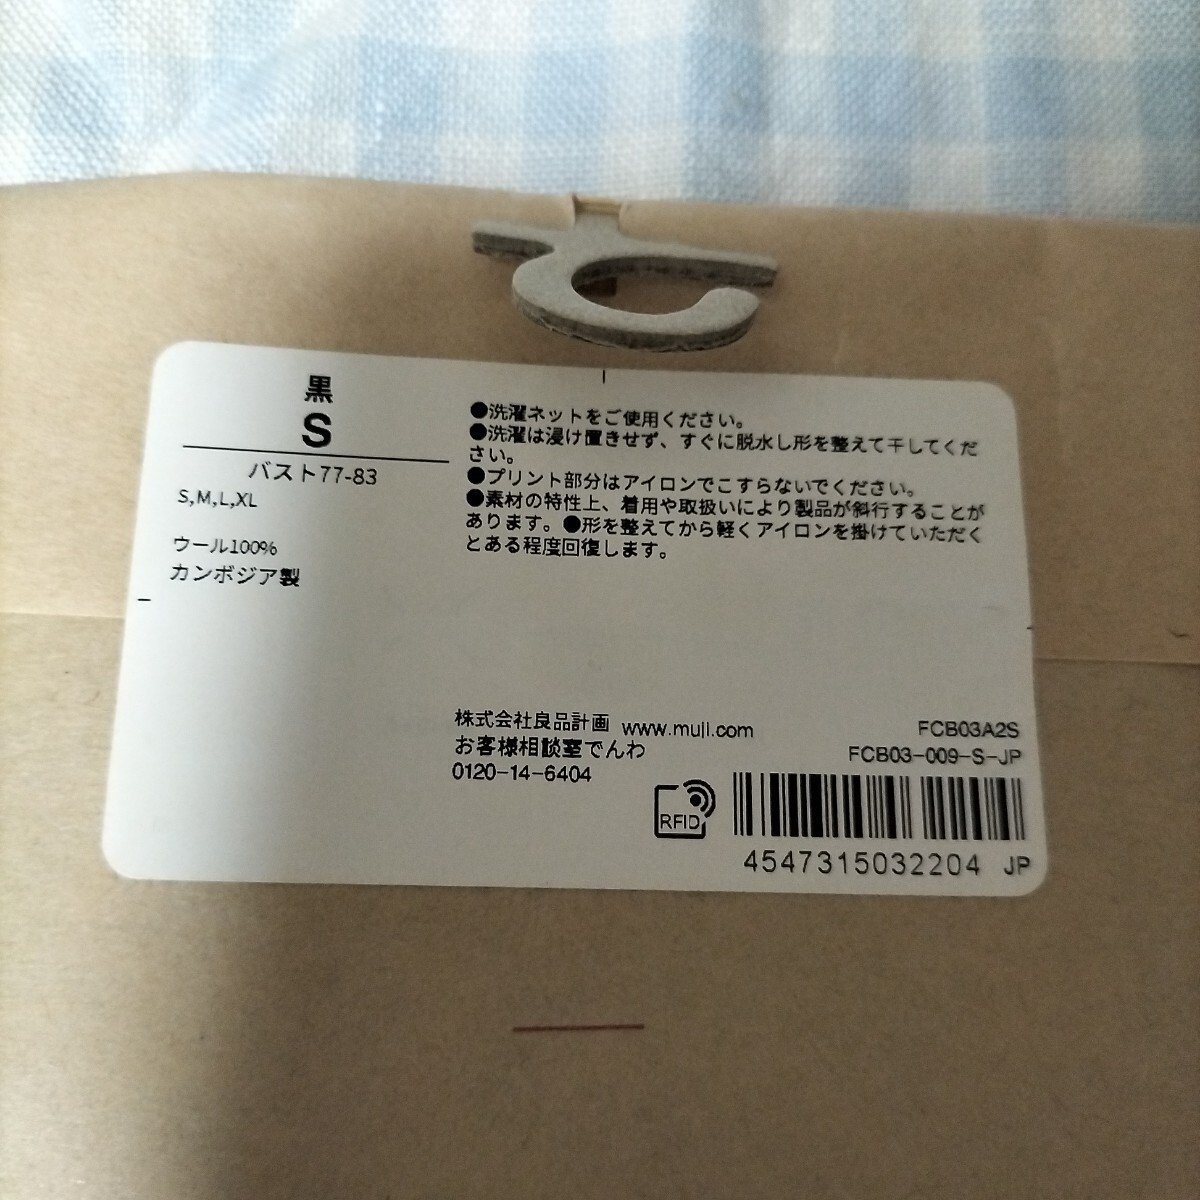 黒
S
バスト77-83
S,M,L,XL
ウール100%
カンボジア製
●洗濯ネットをご使用ください。
●洗濯は浸け置きせず、すぐに脱水し形を整えて干してくだ
さい。
●プリント部分はアイロンでこすらないでください。
●素材の特性上、着用や取扱いにより製品が斜行することが
あります。●形を整えてから軽くアイロンを掛けていただく
とある程度回復します。
株式会社良品計画 www.muji.com
お客様相談室でんわ
0120-14-6404
FCB03A2S
FCB03-009-S-JP
RFID
4547315032204 JP